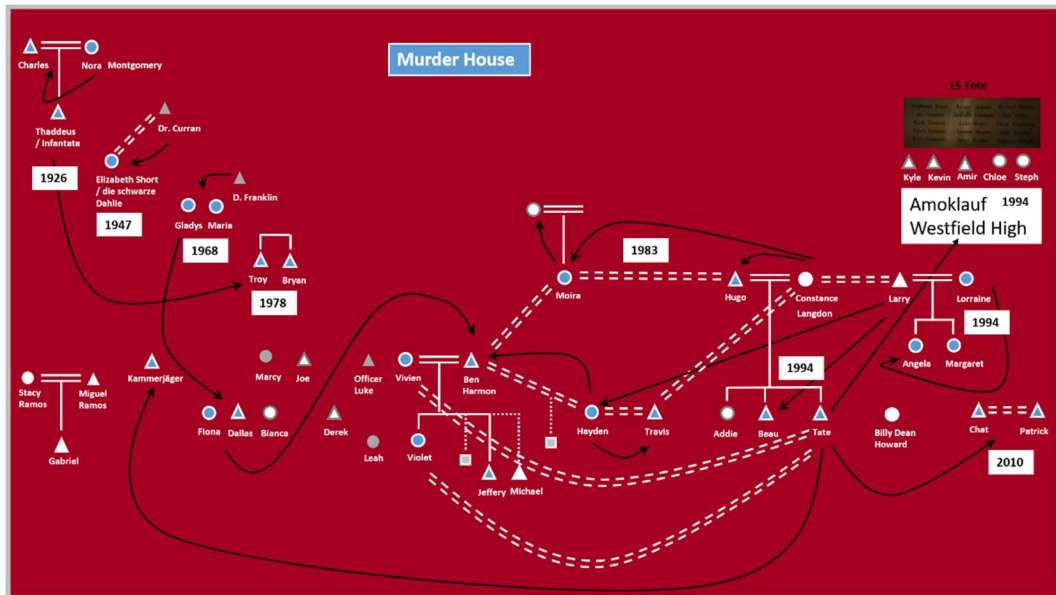 Murder House
Charles
Nora
Montgomery
15 Tote
Thaddeus
/ Infantata
Dr. Curran
1926
Elizabeth Short
/ die schwarze
Dahlie
1947
D. Franklin
Gladys
Maria
1968
Troy
Bryan
1978
Kyle
Kevin
Amir
Chloe
Steph
Amoklauf 1994
Westfield High
1983
Moira
Hugo
Constance
Langdon
Larry
Lorraine
1994
Angela
Margaret
Stacy
Ramos
Miguel
Ramos
Gabriel
Kammerjäger
Marcy
Joe
Officer
Luke
Vivien
Ben
Harmon
1994
Fiona
Dallas
Bianca
Derek
Leah
Violet
Jeffery
Michael
Hayden
Travis
Addie
Beau
Tate
Billy Dean
Howard
Chat
Patrick
2010